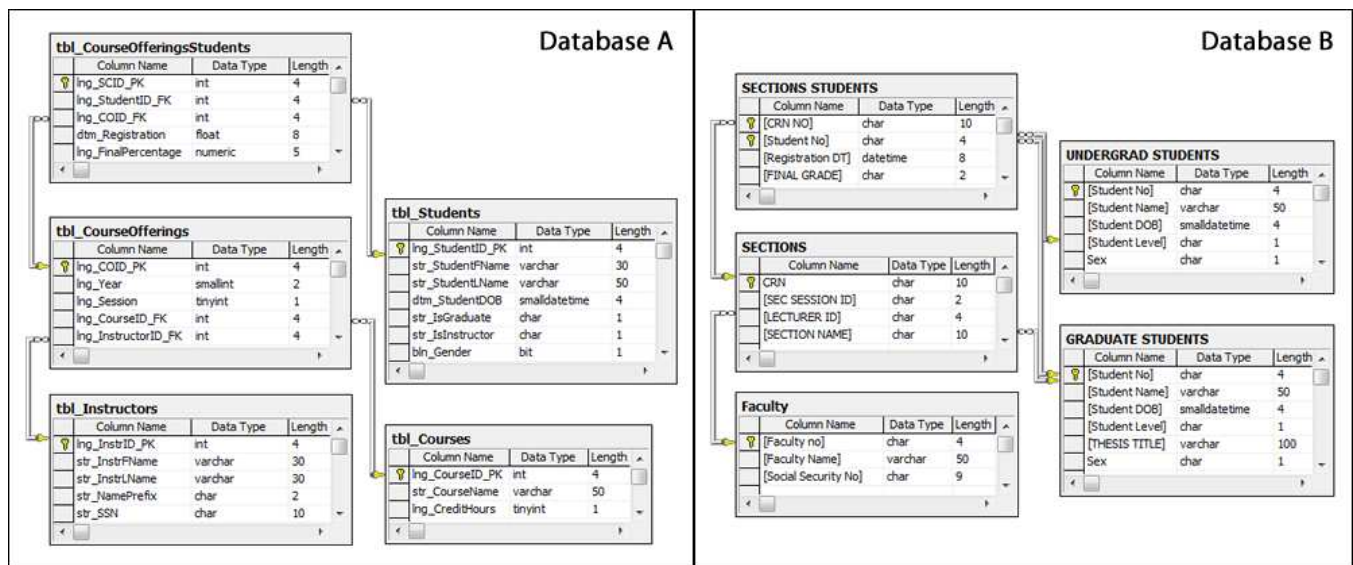 Database A
tbl_CourseOfferingsStudents
Column Name Data Type Length
lng_SCID_PK int 4
lng_StudentID_FK int 4
lng_COID_FK int 4
dtm_Registration float 8
lng_FinalPercentage numeric 5
tbl_CourseOfferings
Column Name Data Type Length
lng_COID_PK int 4
lng_Year smallint 2
lng_Session tinyint 1
lng_CourseID_FK int 4
lng_InstructorID_FK int 4
tbl_Instructors
Column Name Data Type Length
lng_InstrID_PK int 4
str_InstrFName varchar 30
str_InstrLName varchar 30
str_NamePrefix char 2
str_SSN char 10
tbl_Students
Column Name Data Type Length
lng_StudentID_PK int 4
str_StudentFName varchar 30
str_StudentLName varchar 50
dtm_StudentDOB smalldatetime 4
str_IsGraduate char 1
str_IsInstructor char 1
bln_Gender bit 1
tbl_Courses
Column Name Data Type Length
lng_CourseID_PK int 4
str_CourseName varchar 50
lng_CreditHours tinyint 1
Database B
SECTIONS STUDENTS
Column Name Data Type Length
[CRN NO] char 10
[Student No] char 4
[Registration DT] datetime 8
[FINAL GRADE] char 2
SECTIONS
Column Name Data Type Length
CRN char 10
[SEC SESSION ID] char 2
[LECTURER ID] char 4
[SECTION NAME] char 10
Faculty
Column Name Data Type Length
[Faculty no] char 4
[Faculty Name] varchar 50
[Social Security No] char 9
UNDERGRAD STUDENTS
Column Name Data Type Length
[Student No] char 4
[Student Name] varchar 50
[Student DOB] smalldatetime 4
[Student Level] char 1
Sex char 1
GRADUATE STUDENTS
Column Name Data Type Length
[Student No] char 4
[Student Name] varchar 50
[Student DOB] smalldatetime 4
[Student Level] char 1
[THESIS TITLE] varchar 100
Sex char 1